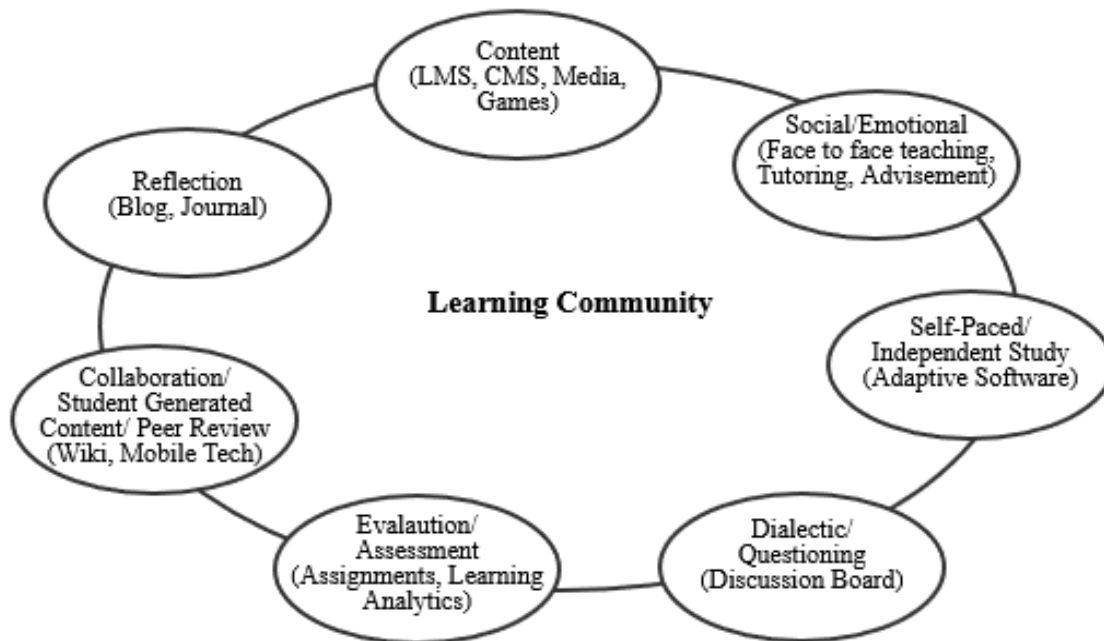 Content
(LMS, CMS, Media,
Games)
Social/Emotional
(Face to face teaching,
Tutoring, Advisement)
Reflection
(Blog, Journal)
Learning Community
Self-Paced/
Independent Study
(Adaptive Software)
Collaboration/
Student Generated
Content/ Peer Review
(Wiki, Mobile Tech)
Evalaution/
Assessment
(Assignments, Learning
Analytics)
Dialectic/
Questioning
(Discussion Board)